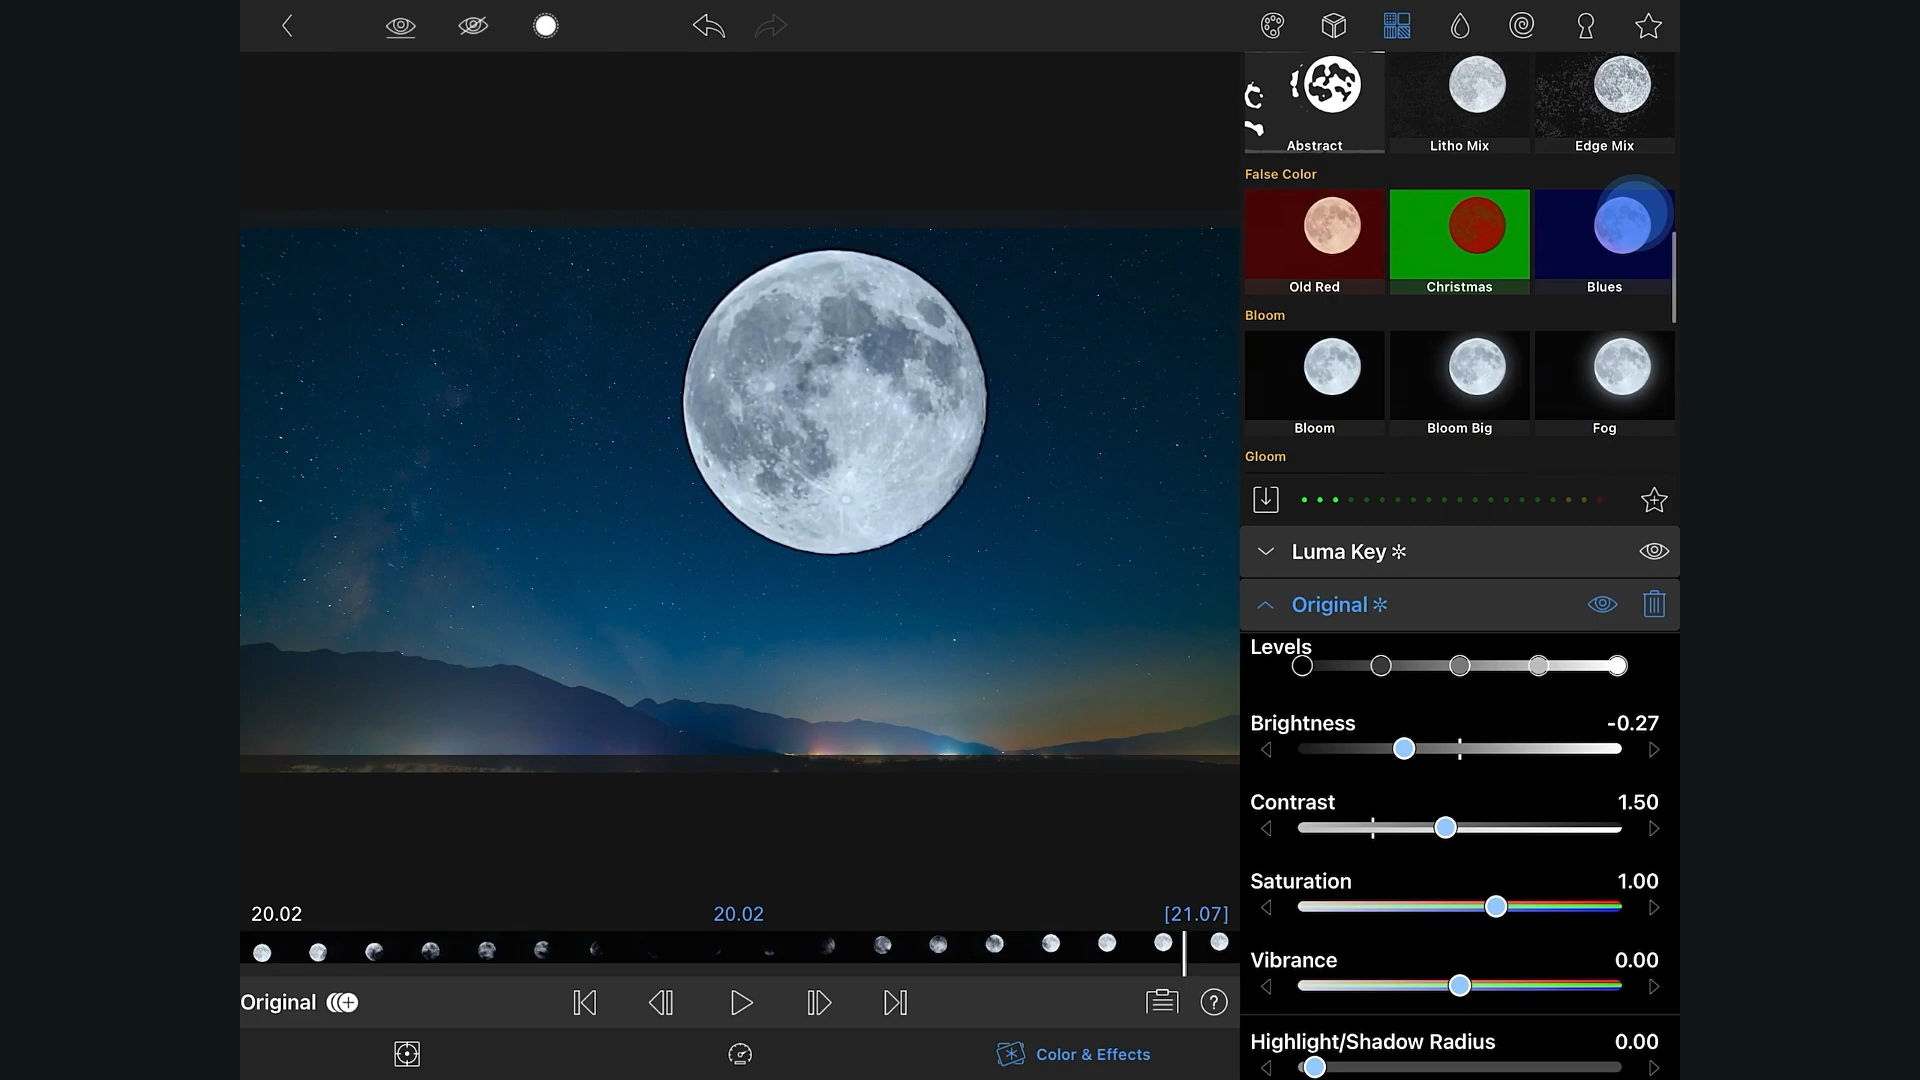 Abstract
Litho Mix
Edge Mix
False Color
Old Red
Christmas
Blues
Bloom
Bloom
Bloom Big
Fog
Gloom
Luma Key
Original
Levels
Brightness -0.27
Contrast 1.50
Saturation 1.00
Vibrance 0.00
Highlight/Shadow Radius 0.00
20.02 20.02 [21.07]
Original
Color & Effects